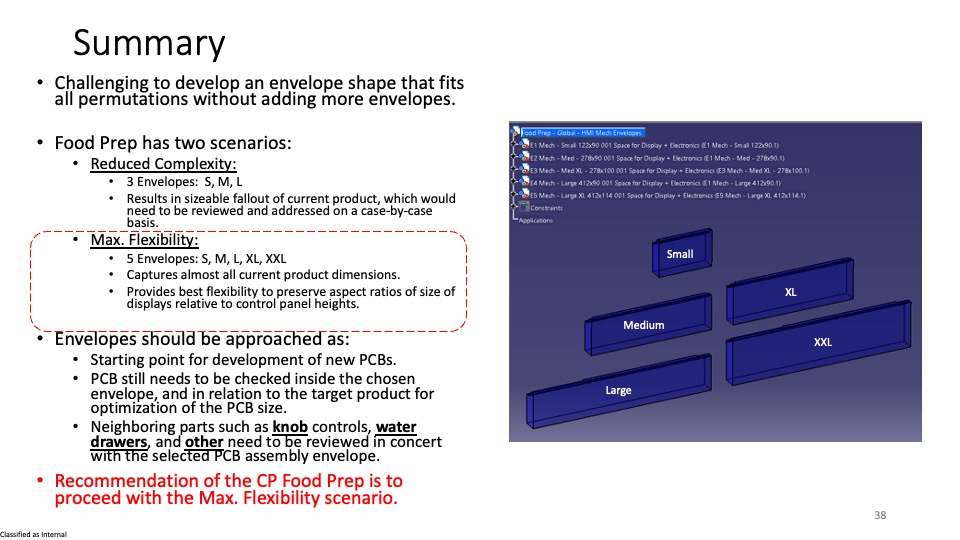 Summary
• Challenging to develop an envelope shape that fits
all permutations without adding more envelopes.
• Food Prep has two scenarios:
• Reduced Complexity:
• 3 Envelopes: S, M, L
• Results in sizeable fallout of current product, which would
need to be reviewed and addressed on a case-by-case
basis.
• Max. Flexibility:
• 5 Envelopes: S, M, L, XL, XXL
• Captures almost all current product dimensions.
• Provides best flexibility to preserve aspect ratios of size of
displays relative to control panel heights.
• Envelopes should be approached as:
• Starting point for development of new PCBs.
• PCB still needs to be checked inside the chosen
envelope, and in relation to the target product for
optimization of the PCB size.
• Neighboring parts such as knob controls, water
drawers, and other need to be reviewed in concert
with the selected PCB assembly envelope.
• Recommendation of the CP Food Prep is to
proceed with the Max. Flexibility scenario.
Food Prep - Global - HMI Mech Envelopes
E1 Mech - Small 122x90 001 Space for Display + Electronics (E1 Mech - Small 122x90.1)
E2 Mech - Med - 278x90 001 Space for Display + Electronics (E1 Mech - Med - 278x90.1)
E3 Mech - Med XL - 278x100 001 Space for Display + Electronics (E3 Mech - Med XL - 278x100.1)
E4 Mech - Large 412x90 001 Space for Display + Electronics (E1 Mech - Large 412x90.1)
E5 Mech - Large XL 412x114 001 Space for Display + Electronics (E5 Mech - Large XL 412x114.1)
Constraints
Applications
Small
XL
Medium
XXL
Large
38
Classified as Internal